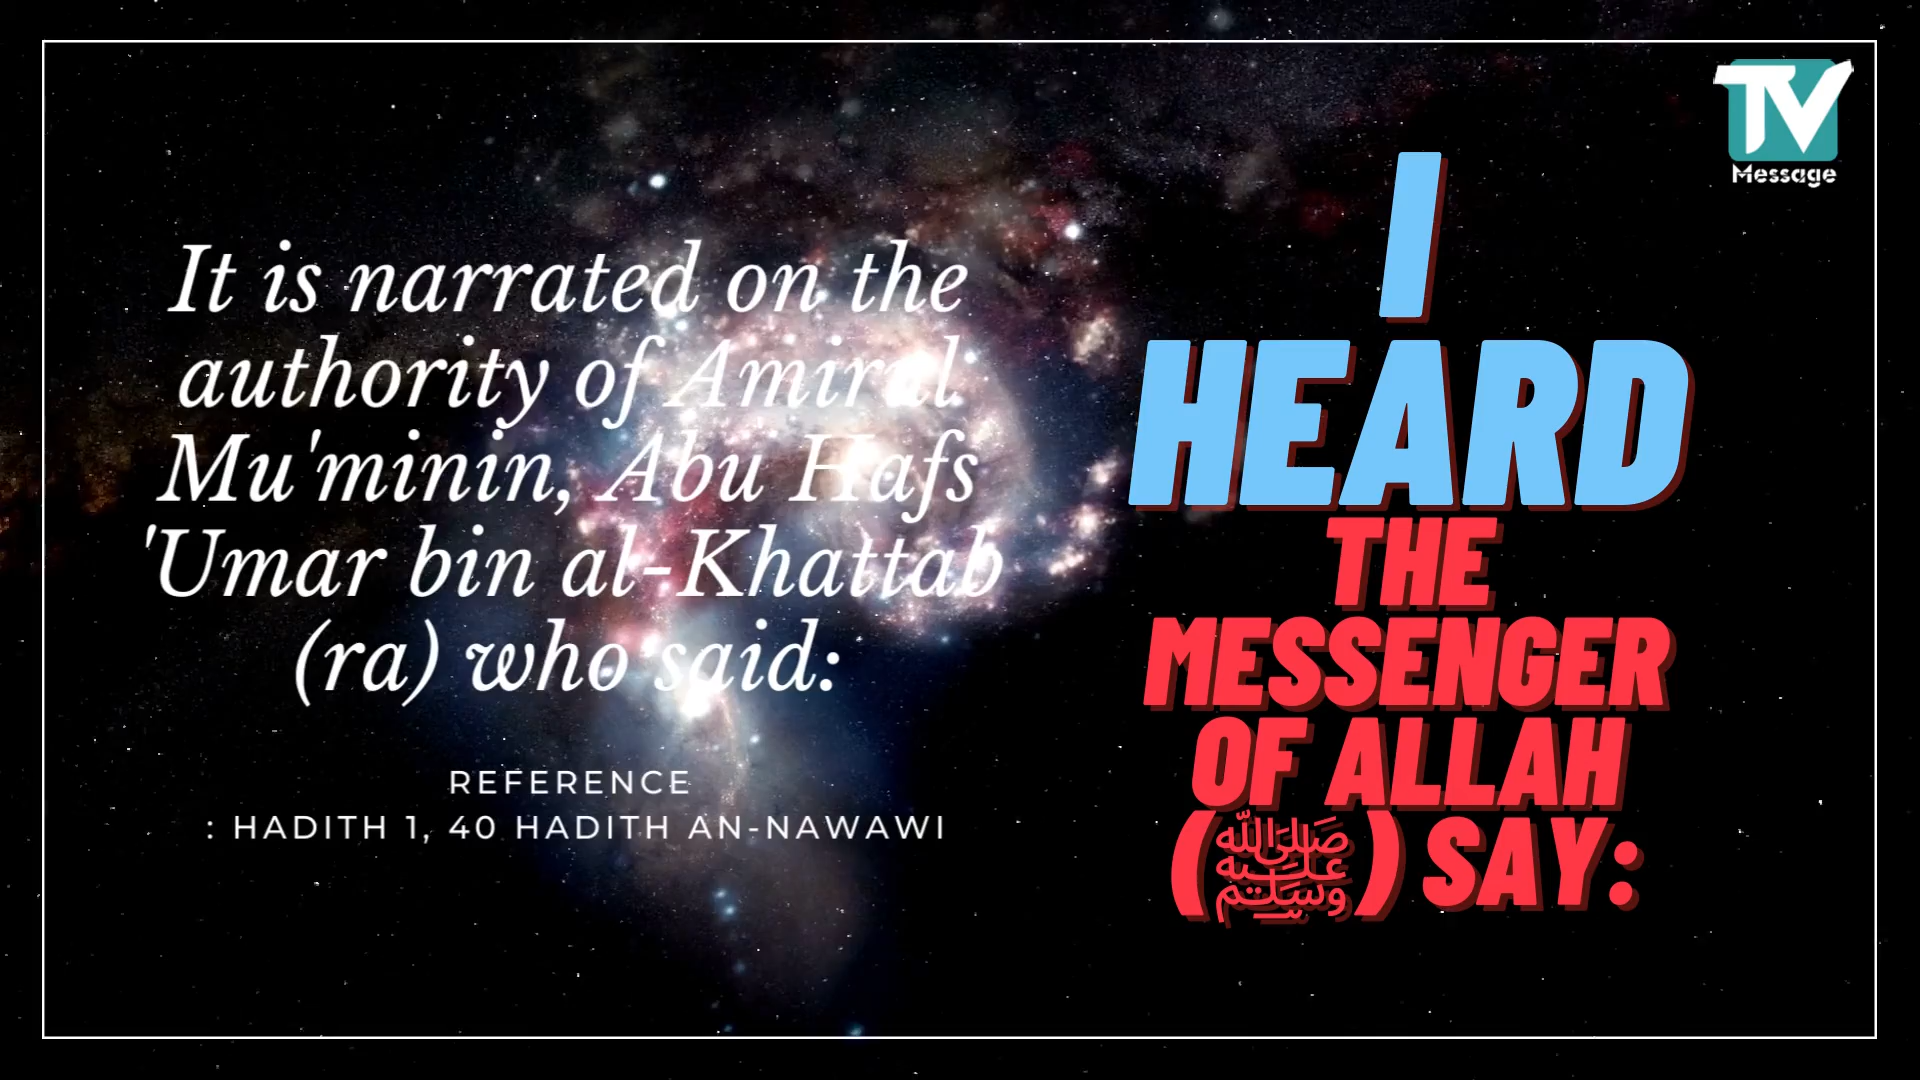 It is narrated on the
authority of Amiral
Mu'minin, Abu Hafs
'Umar bin al-Khattab
(ra) who said:
REFERENCE
: HADITH 1, 40 HADITH AN-NAWAWI
TV
Message
I
HEARD
THE
MESSENGER
OF ALLAH
(ﷺ) SAY: